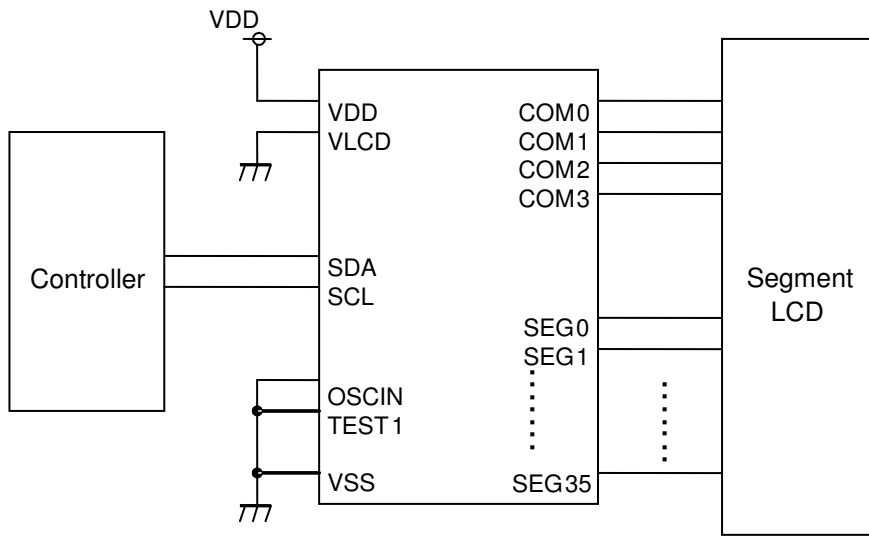 VDD
VDD
VLCD
SDA
SCL
OSCIN
TEST1
VSS
COM0
COM1
COM2
COM3
SEG0
SEG1
SEG35
Controller
Segment
LCD